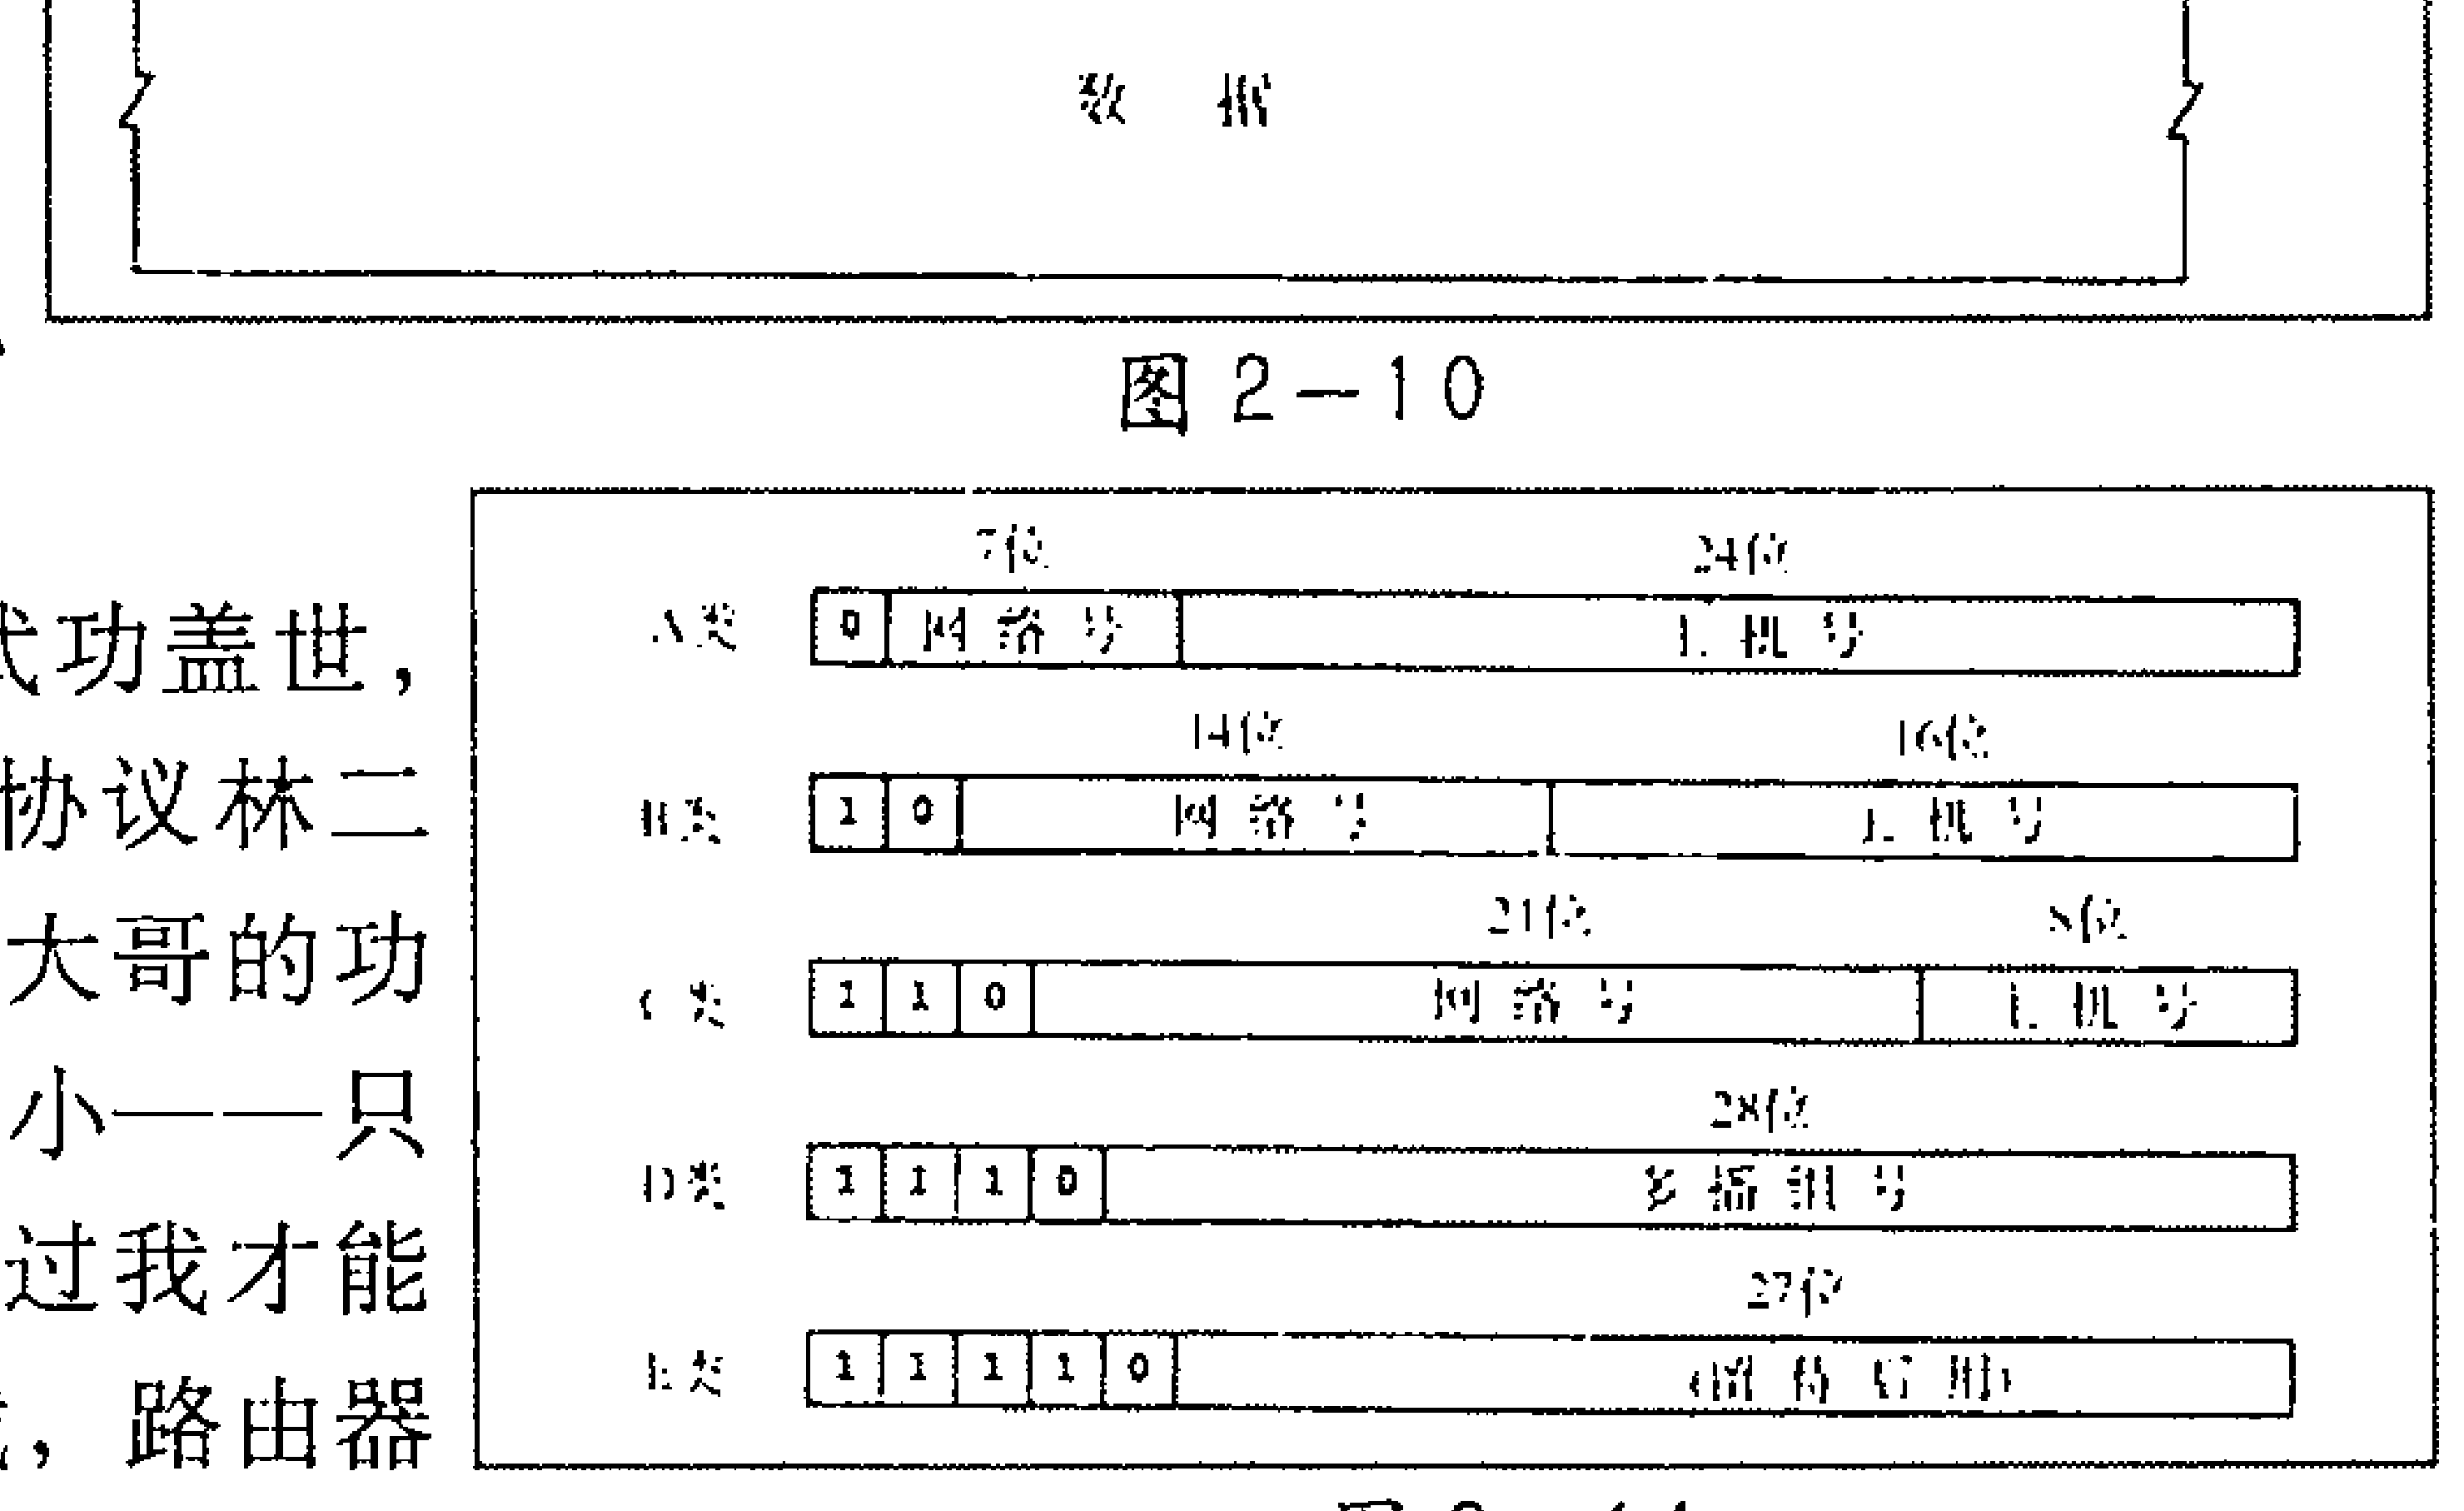 数 据
图 2－10
功盖世，
协议林二
大哥的功
小——只
过我才能
，路由器
7位 24位
A类 0 网络号 主机号
14位 16位
B类 1 0 网络号 主机号
21位 8位
C类 1 1 0 网络号 主机号
28位
D类 1 1 1 0 多播组号
27位
E类 1 1 1 1 0 (留待后用)